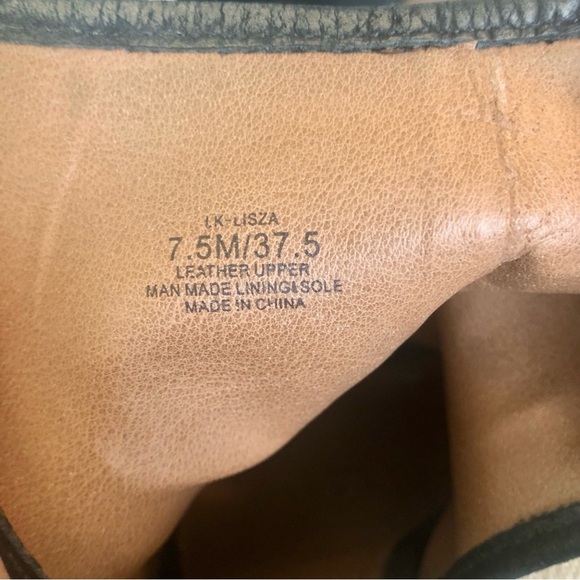 LK-LISZA
7.5M/37.5
LEATHER UPPER
MAN MADE LINING&SOLE
MADE IN CHINA